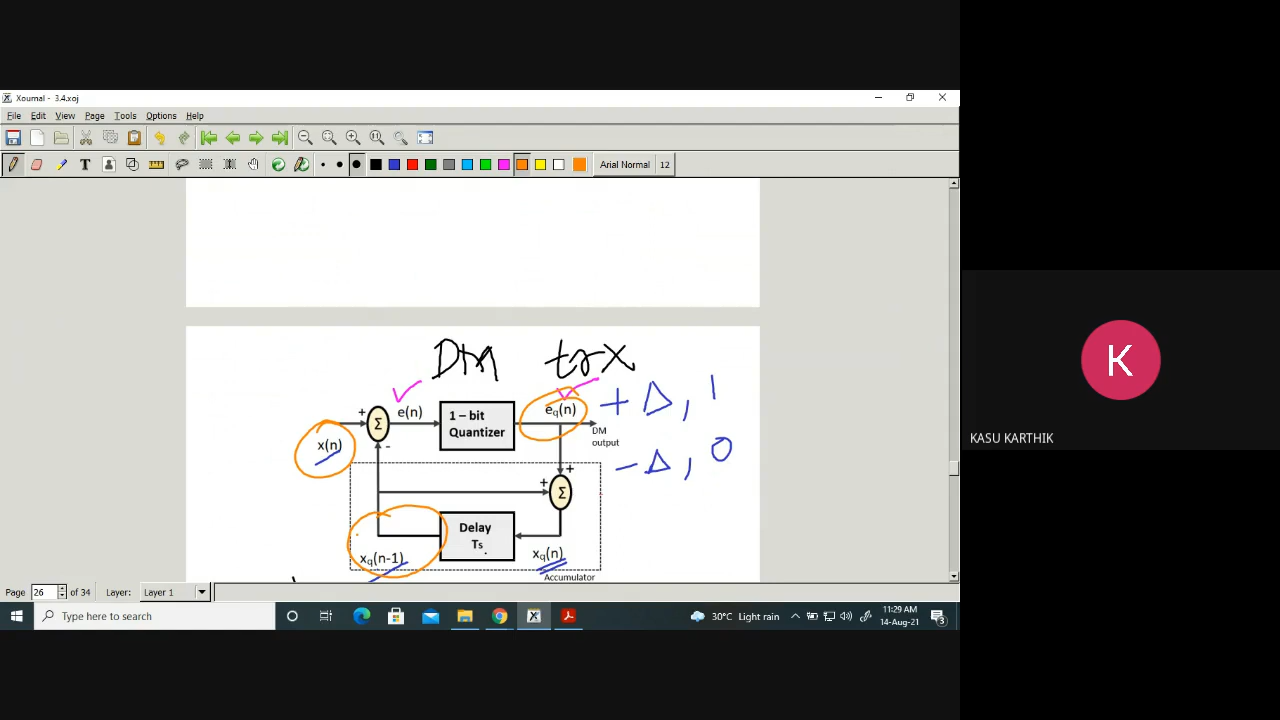 Xournal - 3.4.xoj
File Edit View Page Tools Options Help
Arial Normal 12
DM trx
e(n)
+
Σ
-
x(n)
1 – bit
Quantizer
eq(n)
DM
output
+ Δ, 1
- Δ, 0
+
+
Σ
Delay
Ts
xq(n-1)
xq(n)
Accumulator
Page 26 of 34 Layer: Layer 1
Type here to search
30°C Light rain
11:29 AM
14-Aug-21
3
K
KASU KARTHIK